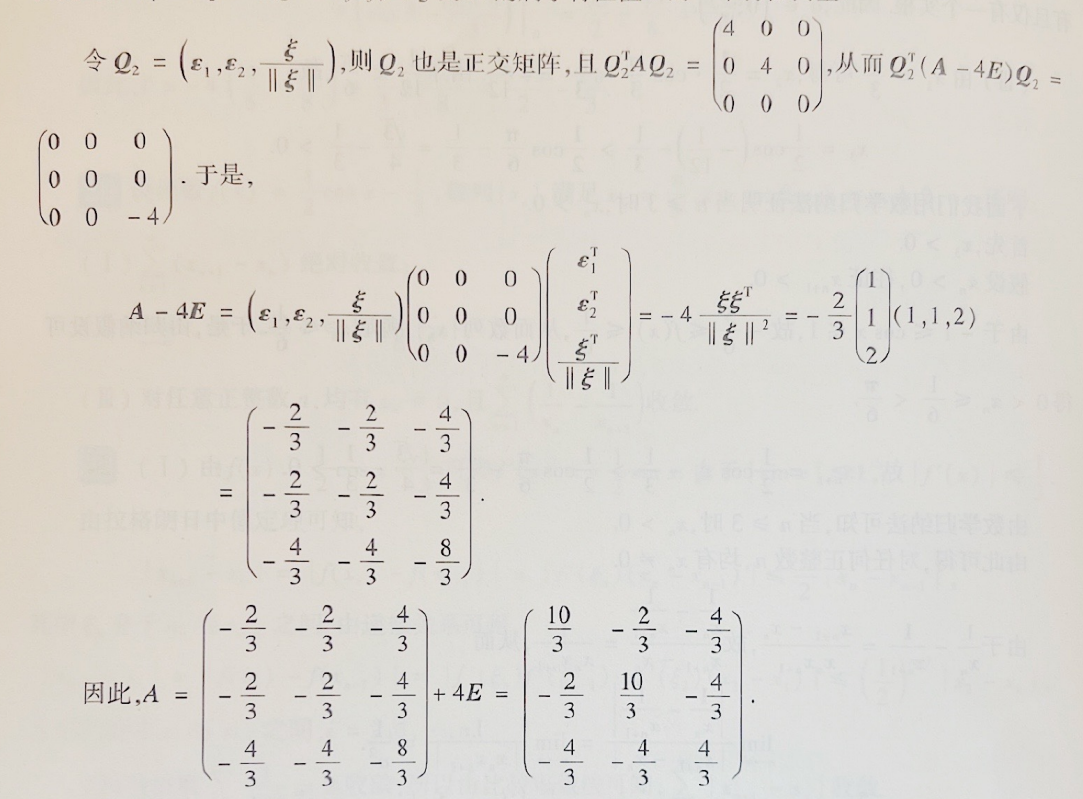 令 Q₂ = (ε₁,ε₂,ξ/‖ξ‖),则 Q₂ 也是正交矩阵,且 Q₂ᵀAQ₂ = (4 0 0; 0 4 0; 0 0 0),从而 Q₂ᵀ(A − 4E)Q₂ =
(0 0 0; 0 0 0; 0 0 −4). 于是,
A − 4E = (ε₁,ε₂,ξ/‖ξ‖)(0 0 0; 0 0 0; 0 0 −4)(ε₁ᵀ; ε₂ᵀ; ξᵀ/‖ξ‖) = −4 ξξᵀ/‖ξ‖² = −2/3 (1; 1; 2)(1,1,2)
= (−2/3 −2/3 −4/3; −2/3 −2/3 −4/3; −4/3 −4/3 −8/3).
因此,A = (−2/3 −2/3 −4/3; −2/3 −2/3 −4/3; −4/3 −4/3 −8/3) + 4E = (10/3 −2/3 −4/3; −2/3 10/3 −4/3; −4/3 −4/3 4/3).